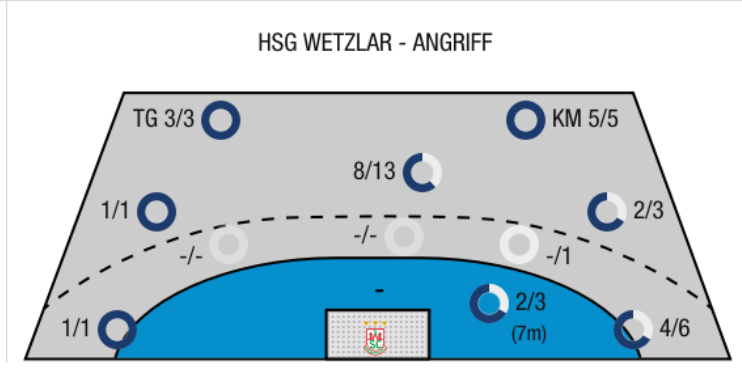 HSG WETZLAR - ANGRIFF
TG 3/3
KM 5/5
8/13
1/1
2/3
-/-
-/-
-/1
-
2/3
(7m)
1/1
4/6
SC